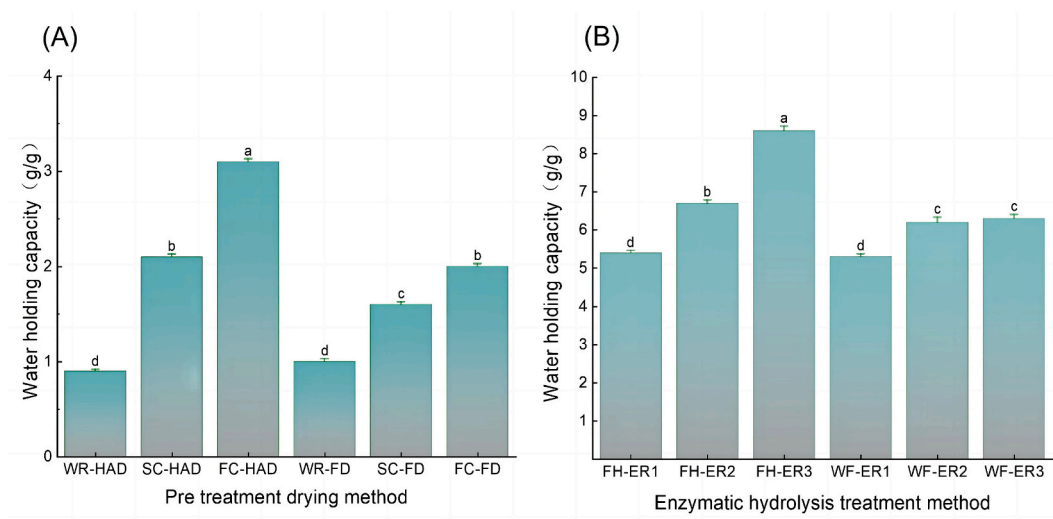 (A)
Water holding capacity（g/g）
4
3
2
1
0
d
b
a
d
c
b
WR-HAD SC-HAD FC-HAD WR-FD SC-FD FC-FD
Pre treatment drying method
(B)
Water holding capacity（g/g）
10
9
8
7
6
5
4
3
2
1
d
b
a
d
c
c
FH-ER1 FH-ER2 FH-ER3 WF-ER1 WF-ER2 WF-ER3
Enzymatic hydrolysis treatment method